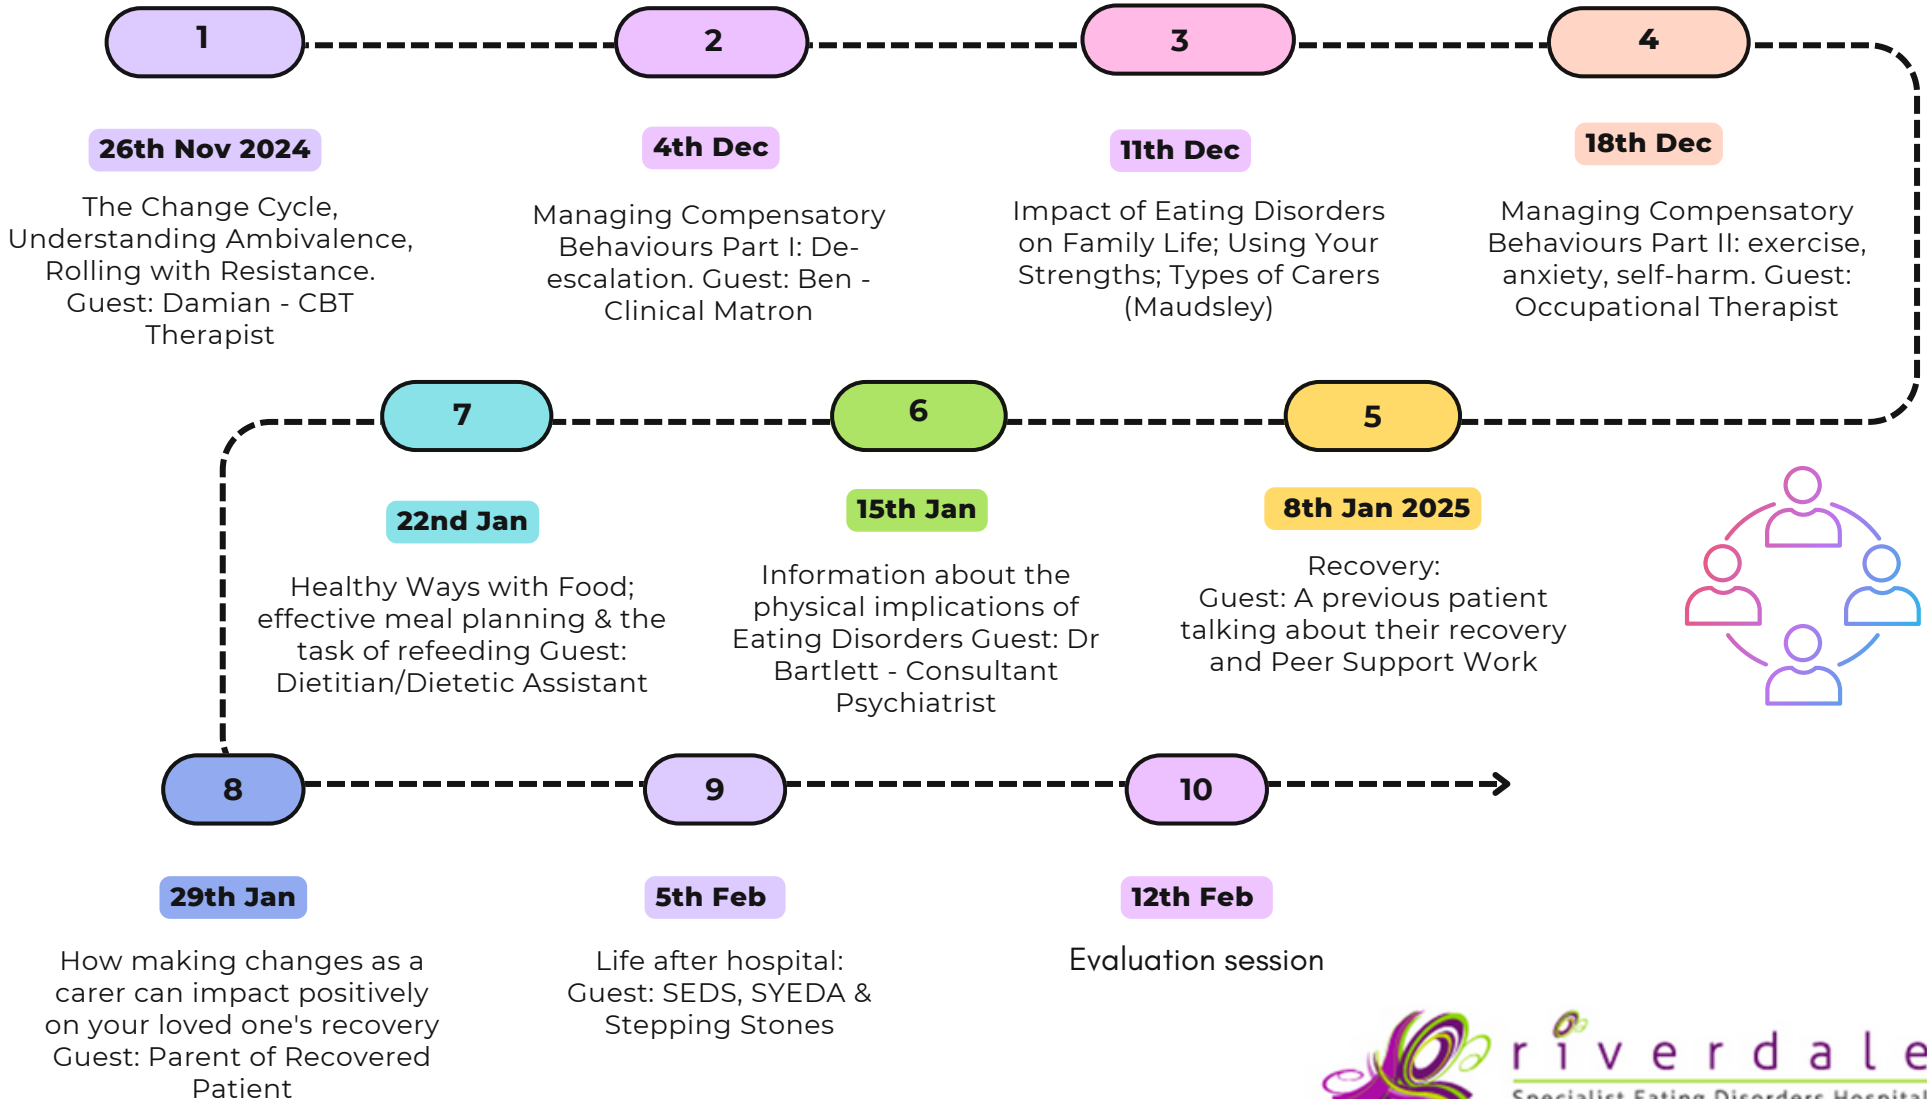 1
26th Nov 2024
The Change Cycle,
Understanding Ambivalence,
Rolling with Resistance.
Guest: Damian - CBT
Therapist
2
4th Dec
Managing Compensatory
Behaviours Part I: De-
escalation. Guest: Ben -
Clinical Matron
3
11th Dec
Impact of Eating Disorders
on Family Life; Using Your
Strengths; Types of Carers
(Maudsley)
4
18th Dec
Managing Compensatory
Behaviours Part II: exercise,
anxiety, self-harm. Guest:
Occupational Therapist
5
8th Jan 2025
Recovery:
Guest: A previous patient
talking about their recovery
and Peer Support Work
6
15th Jan
Information about the
physical implications of
Eating Disorders Guest: Dr
Bartlett - Consultant
Psychiatrist
7
22nd Jan
Healthy Ways with Food;
effective meal planning & the
task of refeeding Guest:
Dietitian/Dietetic Assistant
8
29th Jan
How making changes as a
carer can impact positively
on your loved one's recovery
Guest: Parent of Recovered
Patient
9
5th Feb
Life after hospital:
Guest: SEDS, SYEDA &
Stepping Stones
10
12th Feb
Evaluation session
riverdale
Specialist Eating Disorders Hospital